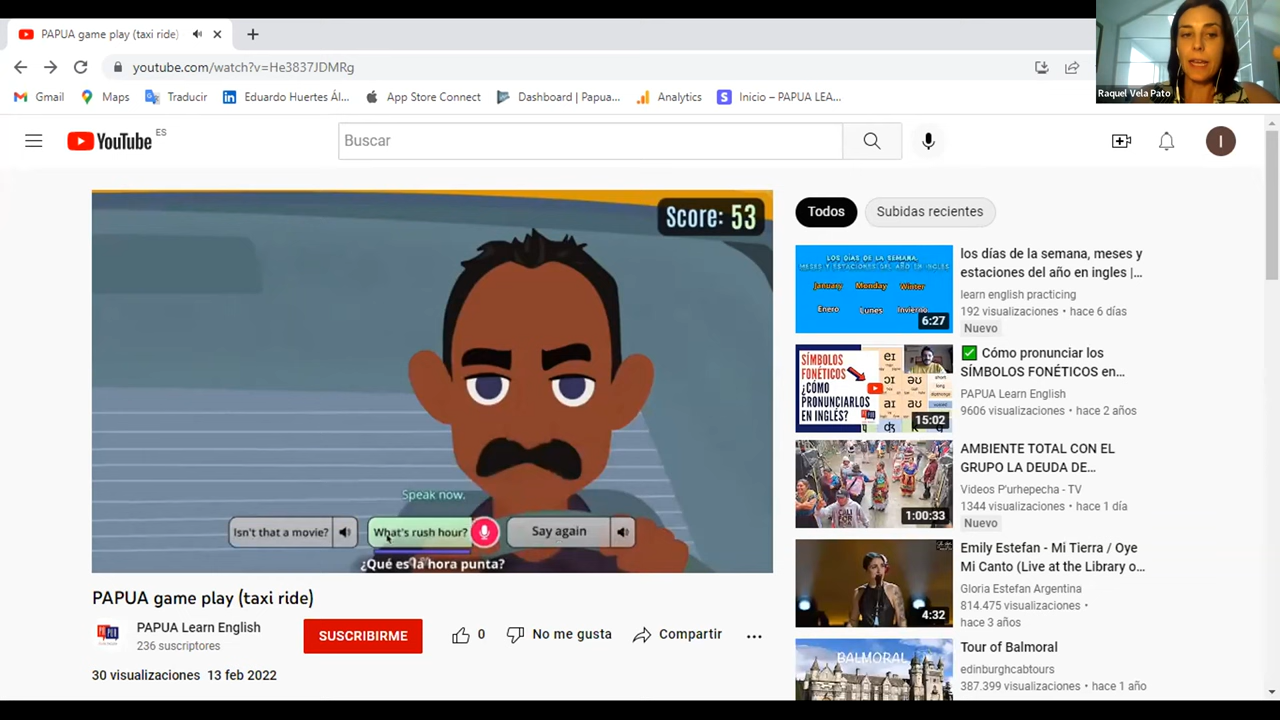 PAPUA game play (taxi ride)
youtube.com/watch?v=He3837JDMRg
Gmail
Maps
Traducir
Eduardo Huertes Ál...
App Store Connect
Dashboard | Papua...
Analytics
Inicio – PAPUA LEA...
Raquel Vela Pato
YouTube ES
Buscar
I
Score: 53
Speak now.
Isn't that a movie?
What's rush hour?
Say again
¿Qué es la hora punta?
PAPUA game play (taxi ride)
PAPUA Learn English
236 suscriptores
SUSCRIBIRME
0
No me gusta
Compartir
30 visualizaciones 13 feb 2022
Todos
Subidas recientes
LOS DÍAS DE LA SEMANA,
MESES Y ESTACIONES DEL AÑO EN INGLES
January Monday Winter
Enero Lunes Invierno
6:27
los días de la semana, meses y
estaciones del año en ingles |...
learn english practicing
192 visualizaciones • hace 6 días
Nuevo
SÍMBOLOS
FONÉTICOS
¿CÓMO
PRONUNCIARLOS
EN INGLÉS?
15:02
Cómo pronunciar los
SÍMBOLOS FONÉTICOS en...
PAPUA Learn English
9606 visualizaciones • hace 2 años
1:00:33
AMBIENTE TOTAL CON EL
GRUPO LA DEUDA DE...
Videos P'urhepecha - TV
1344 visualizaciones • hace 1 día
Nuevo
4:32
Emily Estefan - Mi Tierra / Oye
Mi Canto (Live at the Library o...
Gloria Estefan Argentina
814.475 visualizaciones •
hace 3 años
BALMORAL
Tour of Balmoral
edinburghcabtours
387.399 visualizaciones • hace 1 año